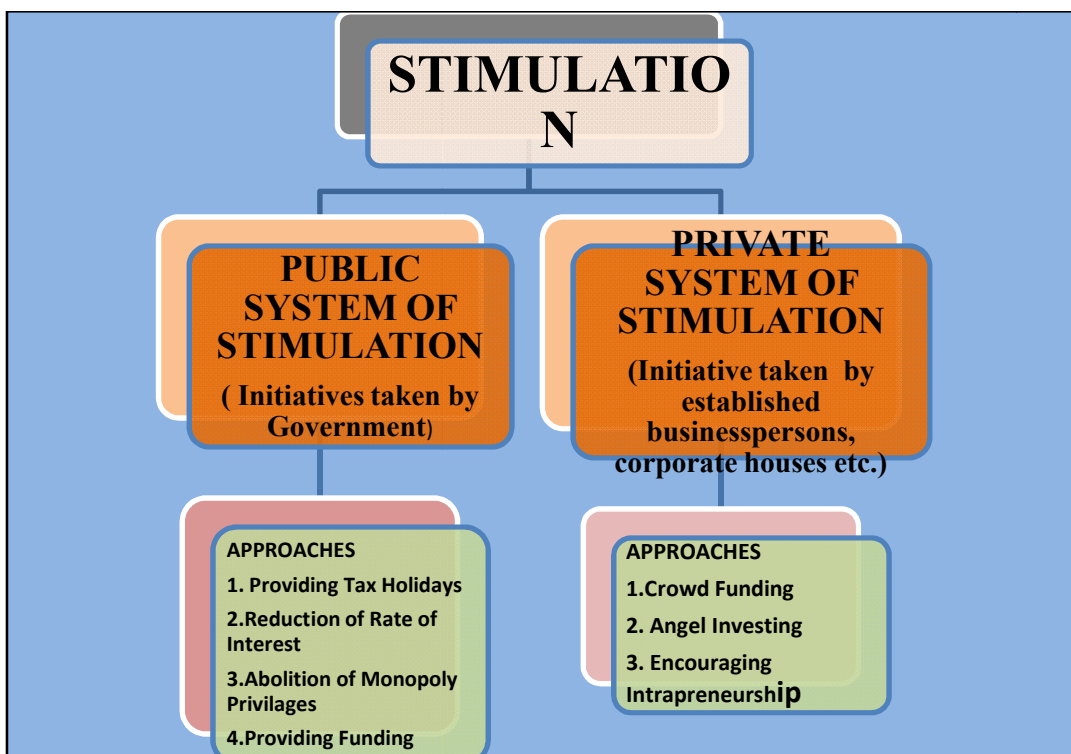 STIMULATIO
N
PUBLIC
SYSTEM OF
STIMULATION
( Initiatives taken by
Government)
PRIVATE
SYSTEM OF
STIMULATION
(Initiative taken by
established
businesspersons,
corporate houses etc.)
APPROACHES
1. Providing Tax Holidays
2.Reduction of Rate of
Interest
3.Abolition of Monopoly
Privilages
4.Providing Funding
APPROACHES
1.Crowd Funding
2. Angel Investing
3. Encouraging
Intrapreneurship